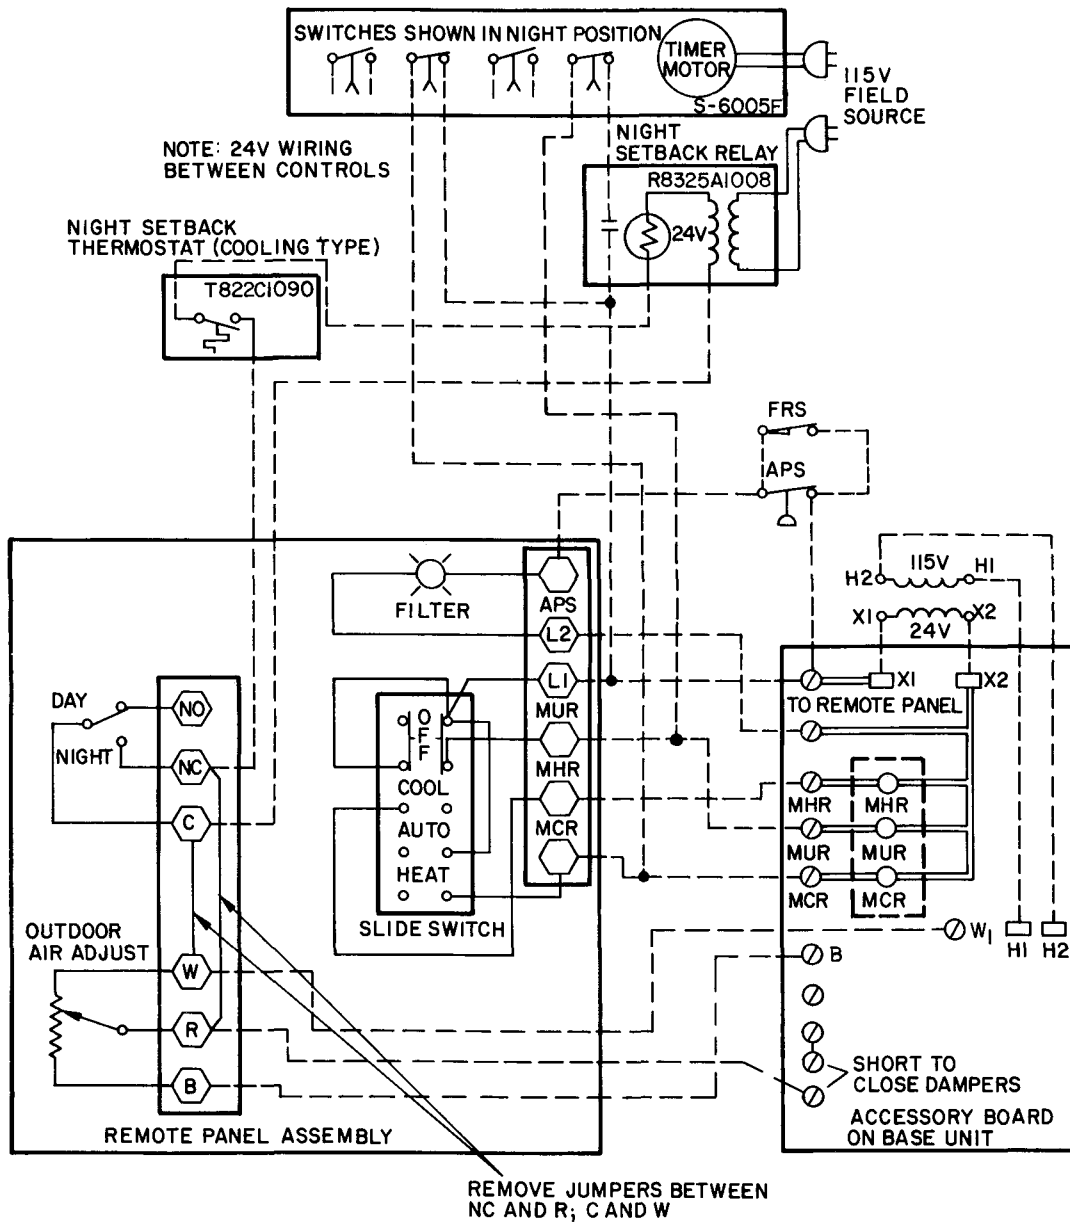 SWITCHES SHOWN IN NIGHT POSITION
TIMER
MOTOR
S-6005F
115V
FIELD
SOURCE
NOTE: 24V WIRING
BETWEEN CONTROLS
NIGHT
SETBACK RELAY
R8325A1008
24V
NIGHT SETBACK
THERMOSTAT (COOLING TYPE)
T822C1090
FRS
APS
H2
115V
H1
X1
24V
X2
FILTER
APS
L2
L1
MUR
MHR
MCR
X1
X2
TO REMOTE PANEL
DAY
NIGHT
NO
NC
C
OFF
COOL
AUTO
HEAT
SLIDE SWITCH
MHR
MHR
MUR
MUR
MCR
MCR
W1
H1
H2
B
OUTDOOR
AIR ADJUST
W
R
B
SHORT TO
CLOSE DAMPERS
ACCESSORY BOARD
ON BASE UNIT
REMOTE PANEL ASSEMBLY
REMOVE JUMPERS BETWEEN
NC AND R; C AND W